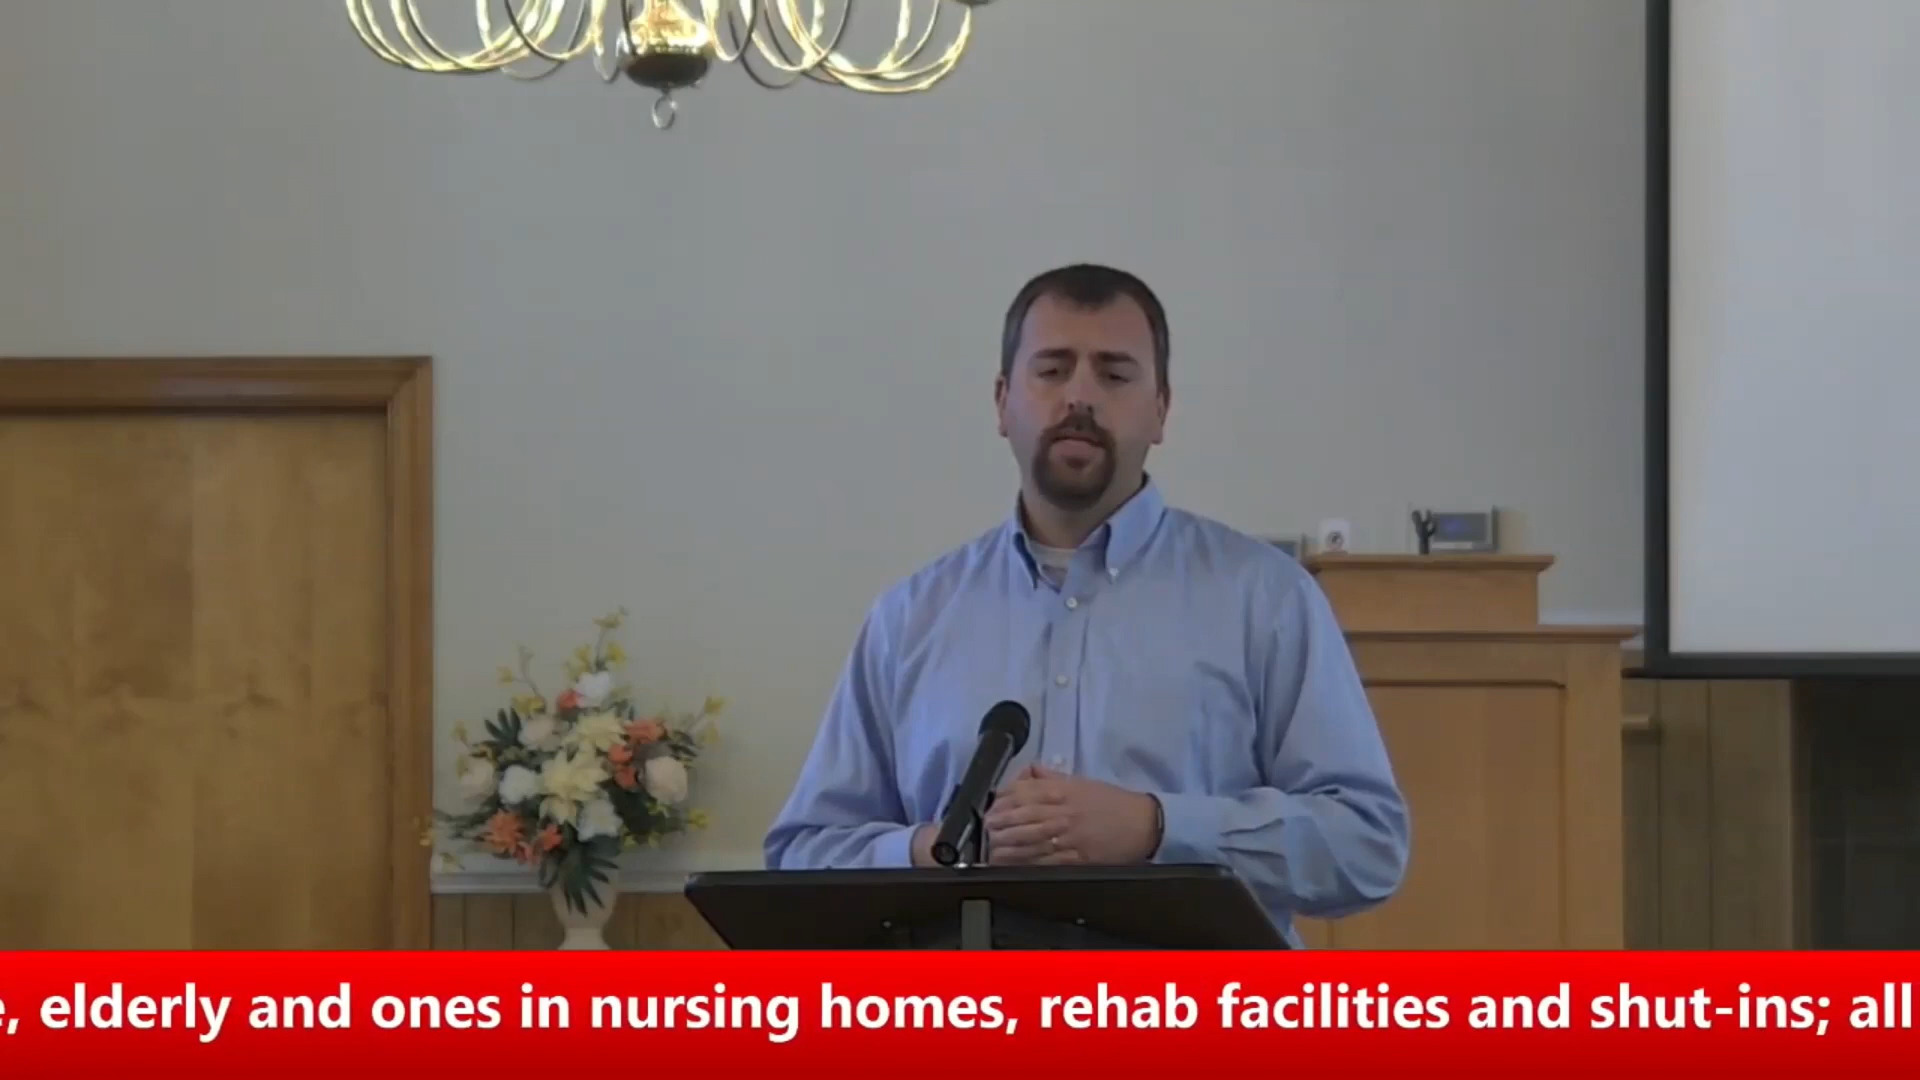 , elderly and ones in nursing homes, rehab facilities and shut-ins; all